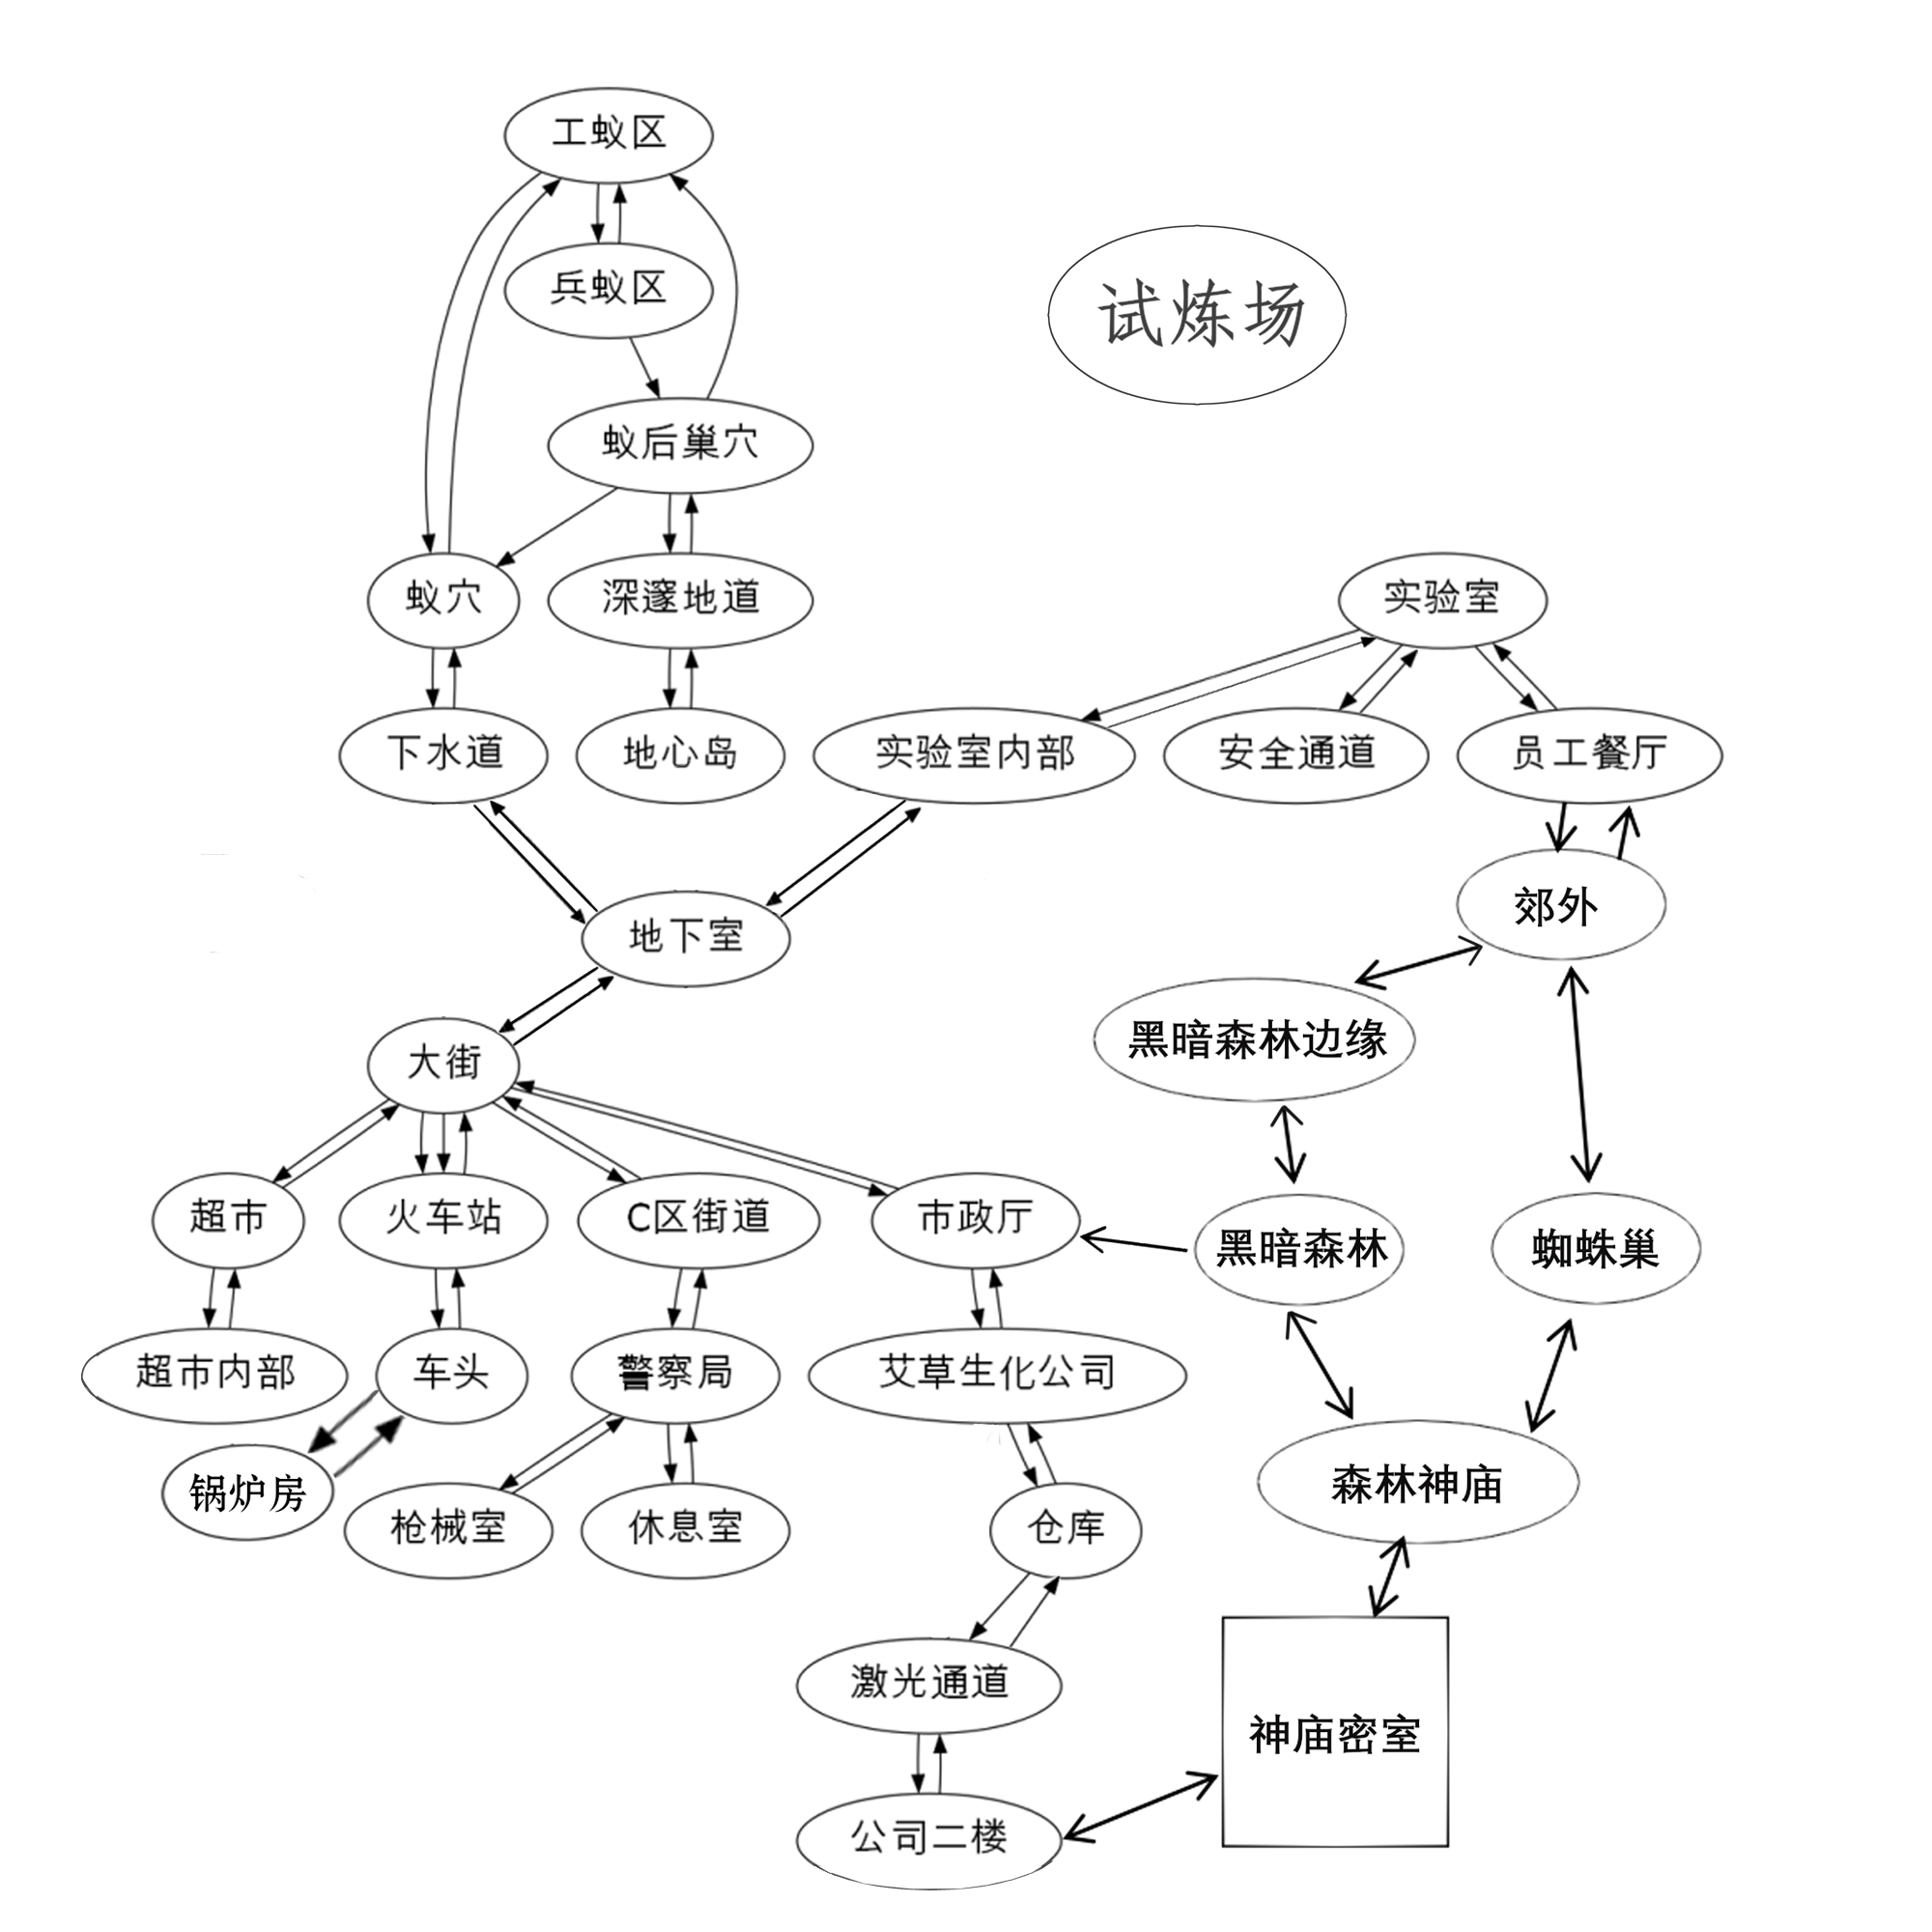 工蚁区
兵蚁区
试炼场
蚁后巢穴
蚁穴
深邃地道
实验室
下水道
地心岛
实验室内部
安全通道
员工餐厅
郊外
地下室
黑暗森林边缘
大街
超市
火车站
C区街道
市政厅
黑暗森林
蜘蛛巢
超市内部
车头
警察局
艾草生化公司
锅炉房
森林神庙
枪械室
休息室
仓库
激光通道
神庙密室
公司二楼